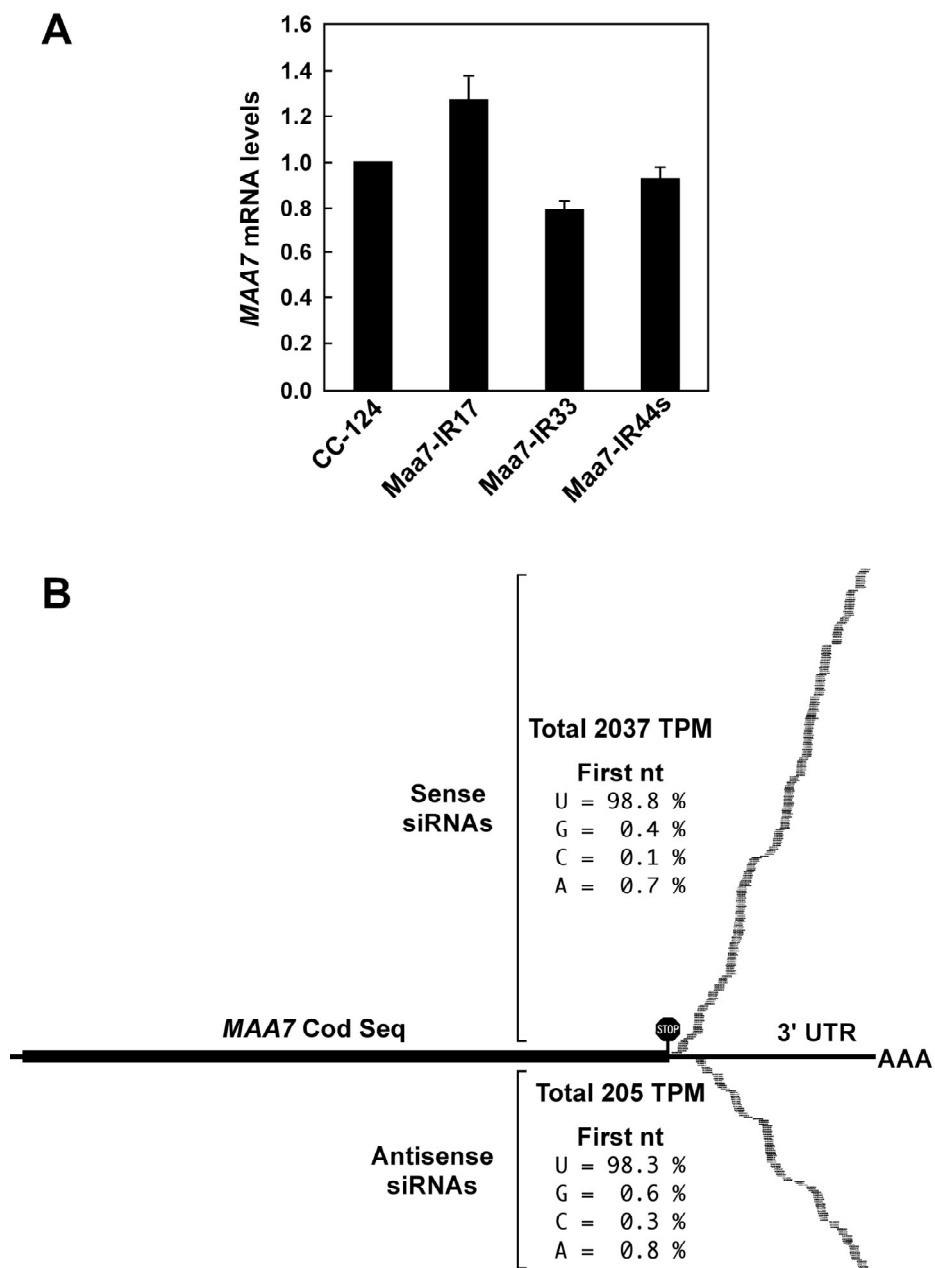 A
MAA7 mRNA levels
1.6
1.4
1.2
1.0
0.8
0.6
0.4
0.2
0.0
CC-124
Maa7-IR17
Maa7-IR33
Maa7-IR44s
B
Sense
siRNAs
Total 2037 TPM
First nt
U = 98.8 %
G = 0.4 %
C = 0.1 %
A = 0.7 %
MAA7 Cod Seq
STOP
3' UTR
AAA
Antisense
siRNAs
Total 205 TPM
First nt
U = 98.3 %
G = 0.6 %
C = 0.3 %
A = 0.8 %